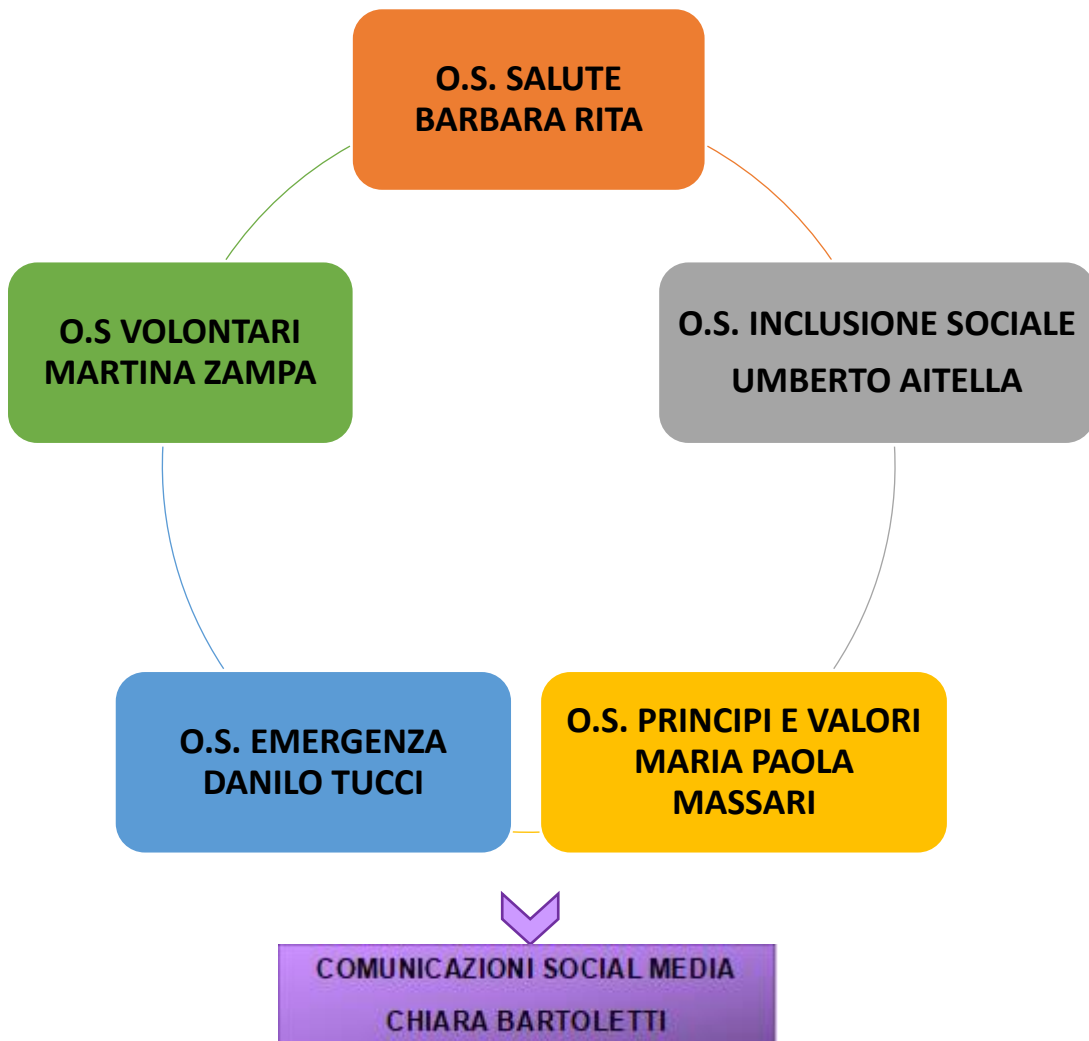 O.S. SALUTE
BARBARA RITA
O.S VOLONTARI
MARTINA ZAMPA
O.S. INCLUSIONE SOCIALE
UMBERTO AITELLA
O.S. EMERGENZA
DANILO TUCCI
O.S. PRINCIPI E VALORI
MARIA PAOLA
MASSARI
COMUNICAZIONI SOCIAL MEDIA
CHIARA BARTOLETTI